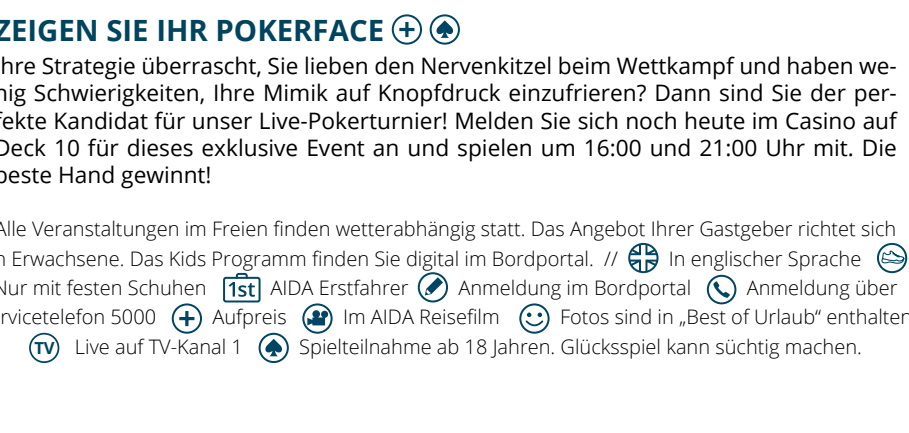 ZEIGEN SIE IHR POKERFACE
hre Strategie überrascht, Sie lieben den Nervenkitzel beim Wettkampf und haben we-
nig Schwierigkeiten, Ihre Mimik auf Knopfdruck einzufrieren? Dann sind Sie der per-
fekte Kandidat für unser Live-Pokerturnier! Melden Sie sich noch heute im Casino auf
Deck 10 für dieses exklusive Event an und spielen um 16:00 und 21:00 Uhr mit. Die
beste Hand gewinnt!
Alle Veranstaltungen im Freien finden wetterabhängig statt. Das Angebot Ihrer Gastgeber richtet sich
n Erwachsene. Das Kids Programm finden Sie digital im Bordportal. // In englischer Sprache
Nur mit festen Schuhen 1st AIDA Erstfahrer Anmeldung im Bordportal Anmeldung über
rvicetelefon 5000 Aufpreis Im AIDA Reisefilm Fotos sind in „Best of Urlaub“ enthalten
TV Live auf TV-Kanal 1 Spielteilnahme ab 18 Jahren. Glücksspiel kann süchtig machen.